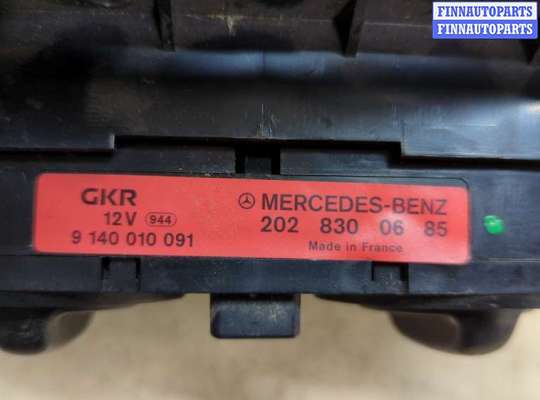 FINNAUTOPARTS
FINNAUTOPARTS
GKR
12V 944
9 140 010 091
MERCEDES-BENZ
202 830 06 85
Made in France